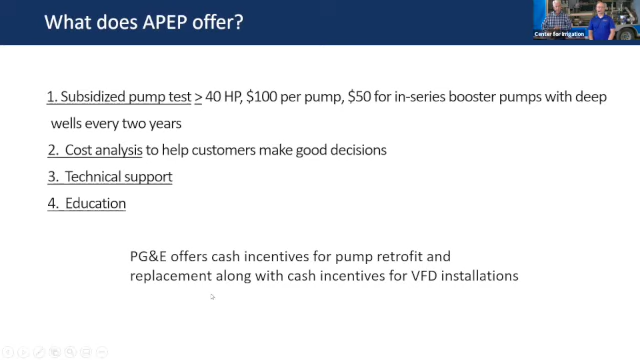 What does APEP offer?
Center for Irrigation
1. Subsidized pump test > 40 HP, $100 per pump, $50 for in-series booster pumps with deep
wells every two years
2. Cost analysis to help customers make good decisions
3. Technical support
4. Education
PG&E offers cash incentives for pump retrofit and
replacement along with cash incentives for VFD installations